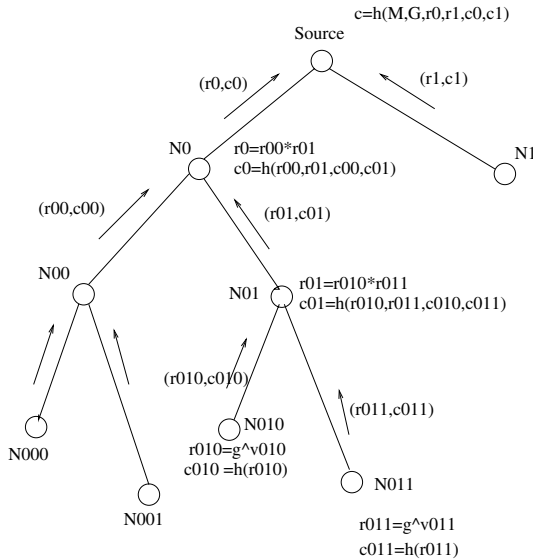 c=h(M,G,r0,r1,c0,c1)
Source
(r0,c0)
(r1,c1)
N0
r0=r00*r01
c0=h(r00,r01,c00,c01)
N1
(r00,c00)
(r01,c01)
N00
N01
r01=r010*r011
c01=h(r010,r011,c010,c011)
(r010,c010)
(r011,c011)
N000
N010
r010=g^v010
c010 =h(r010)
N001
N011
r011=g^v011
c011=h(r011)